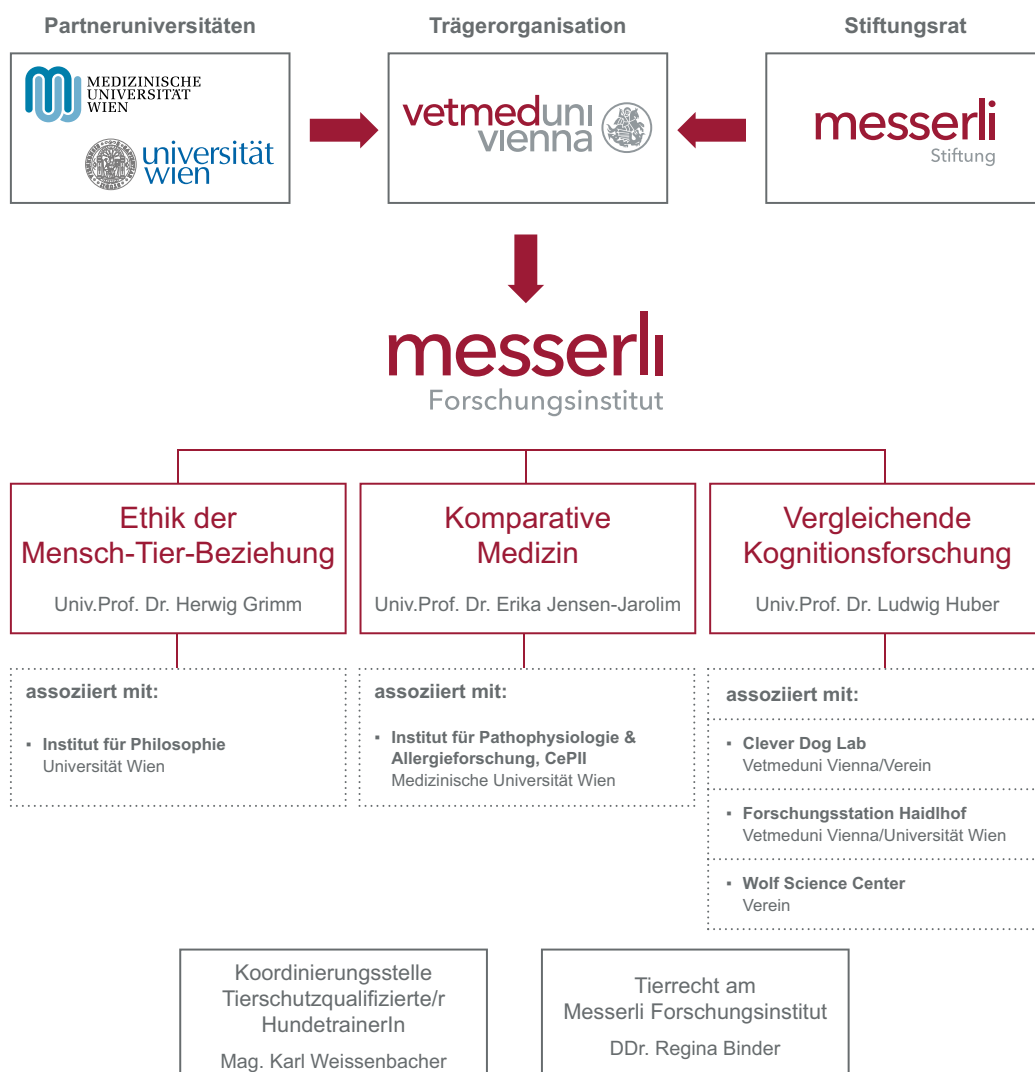 Partneruniversitäten
Trägerorganisation
Stiftungsrat
MEDIZINISCHE
UNIVERSITÄT
WIEN
universität
wien
vetmeduni
vienna
messerli
Stiftung
messerli
Forschungsinstitut
Ethik der
Mensch-Tier-Beziehung
Univ.Prof. Dr. Herwig Grimm
Komparative
Medizin
Univ.Prof. Dr. Erika Jensen-Jarolim
Vergleichende
Kognitionsforschung
Univ.Prof. Dr. Ludwig Huber
assoziiert mit:
▪ Institut für Philosophie
Universität Wien
assoziiert mit:
▪ Institut für Pathophysiologie &
Allergieforschung, CePII
Medizinische Universität Wien
assoziiert mit:
▪ Clever Dog Lab
Vetmeduni Vienna/Verein
▪ Forschungsstation Haidlhof
Vetmeduni Vienna/Universität Wien
▪ Wolf Science Center
Verein
Koordinierungsstelle
Tierschutzqualifizierte/r
HundetrainerIn
Mag. Karl Weissenbacher
Tierrecht am
Messerli Forschungsinstitut
DDr. Regina Binder